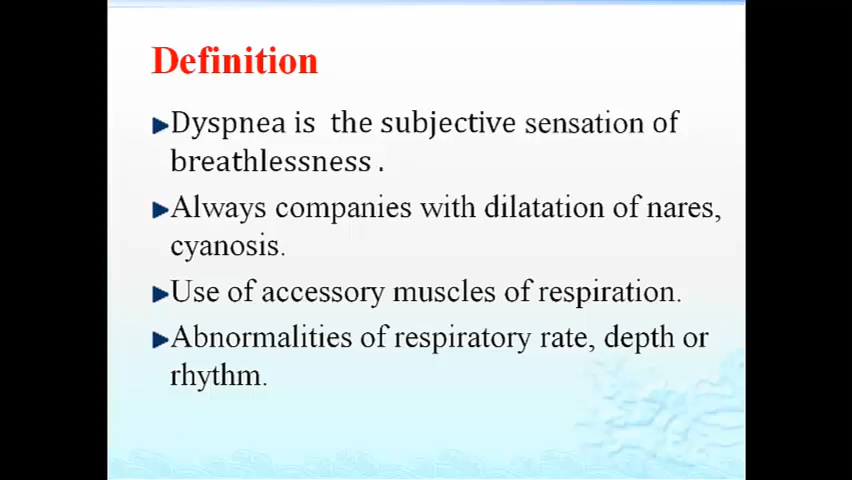 Definition
Dyspnea is the subjective sensation of
breathlessness .
Always companies with dilatation of nares,
cyanosis.
Use of accessory muscles of respiration.
Abnormalities of respiratory rate, depth or
rhythm.